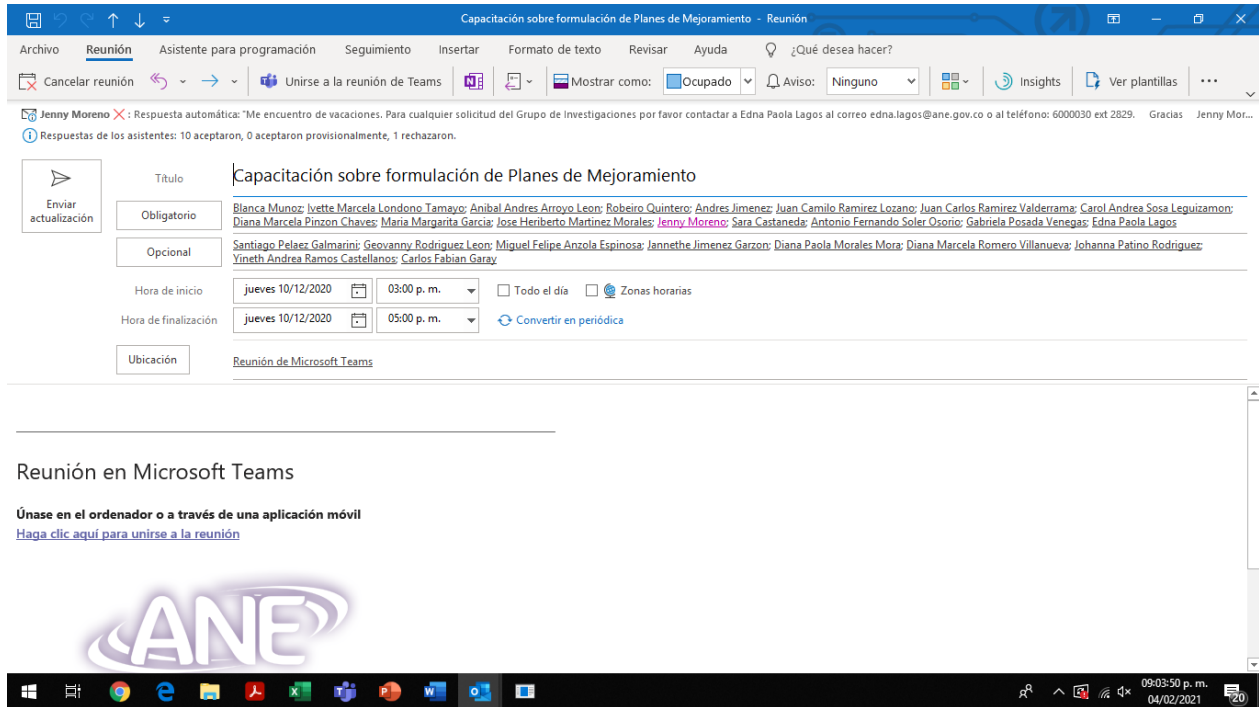 Capacitación sobre formulación de Planes de Mejoramiento - Reunión
Archivo Reunión Asistente para programación Seguimiento Insertar Formato de texto Revisar Ayuda ¿Qué desea hacer?
Cancelar reunión Unirse a la reunión de Teams Mostrar como: Ocupado Aviso: Ninguno Insights Ver plantillas ...
Jenny Moreno : Respuesta automática: "Me encuentro de vacaciones. Para cualquier solicitud del Grupo de Investigaciones por favor contactar a Edna Paola Lagos al correo edna.lagos@ane.gov.co o al teléfono: 6000030 ext 2829. Gracias Jenny Mor...
Respuestas de los asistentes: 10 aceptaron, 0 aceptaron provisionalmente, 1 rechazaron.
Enviar actualización
Título Capacitación sobre formulación de Planes de Mejoramiento
Obligatorio Blanca Munoz; Ivette Marcela Londono Tamayo; Anibal Andres Arroyo Leon; Robeiro Quintero; Andres Jimenez; Juan Camilo Ramirez Lozano; Juan Carlos Ramirez Valderrama; Carol Andrea Sosa Leguizamon;
Diana Marcela Pinzon Chaves; Maria Margarita Garcia; Jose Heriberto Martinez Morales; Jenny Moreno; Sara Castaneda; Antonio Fernando Soler Osorio; Gabriela Posada Venegas; Edna Paola Lagos
Opcional Santiago Pelaez Galmarini; Geovanny Rodriguez Leon; Miguel Felipe Anzola Espinosa; Jannethe Jimenez Garzon; Diana Paola Morales Mora; Diana Marcela Romero Villanueva; Johanna Patino Rodriguez;
Yineth Andrea Ramos Castellanos; Carlos Fabian Garay
Hora de inicio jueves 10/12/2020 03:00 p. m. Todo el día Zonas horarias
Hora de finalización jueves 10/12/2020 05:00 p. m. Convertir en periódica
Ubicación Reunión de Microsoft Teams
Reunión en Microsoft Teams
Únase en el ordenador o a través de una aplicación móvil
Haga clic aquí para unirse a la reunión
ANE
09:03:50 p. m.
04/02/2021
20